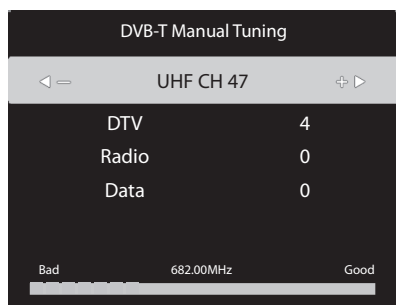 DVB-T Manual Tuning
UHF CH 47
DTV 4
Radio 0
Data 0
Bad 682.00MHz Good